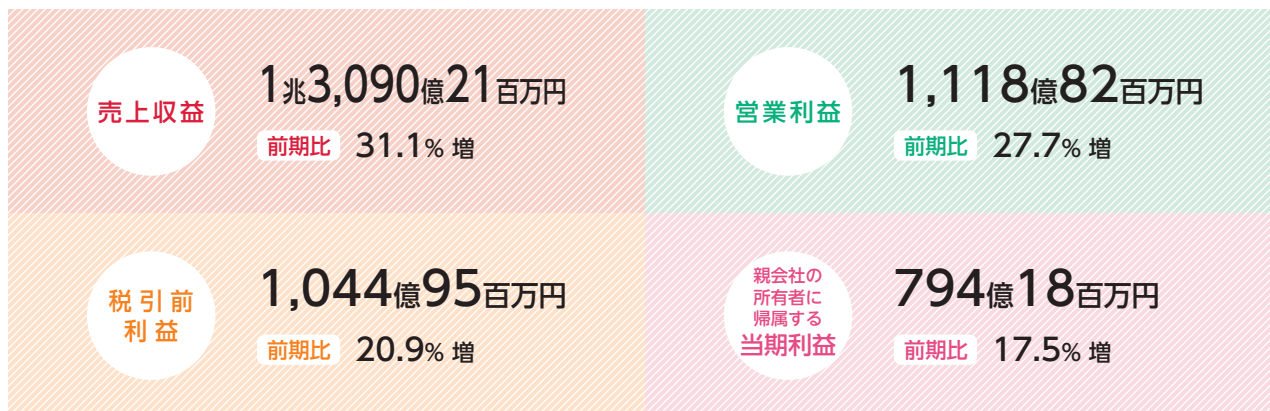 売上収益
1兆3,090億21百万円
前期比 31.1% 増
営業利益
1,118億82百万円
前期比 27.7% 増
税引前
利益
1,044億95百万円
前期比 20.9% 増
親会社の
所有者に
帰属する
当期利益
794億18百万円
前期比 17.5% 増